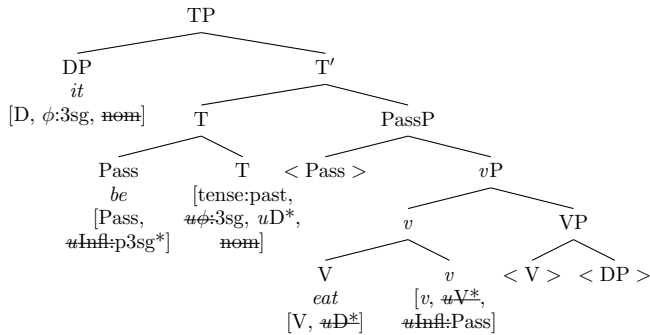 TP
DP T′
it
[D, ϕ:3sg, nom]
T PassP
Pass T < Pass > vP
be [tense:past,
[Pass, uϕ:3sg, uD*,
uInfl:p3sg*] nom]
v VP
V v < V > < DP >
eat [v, uV*,
[V, uD*] uInfl:Pass]